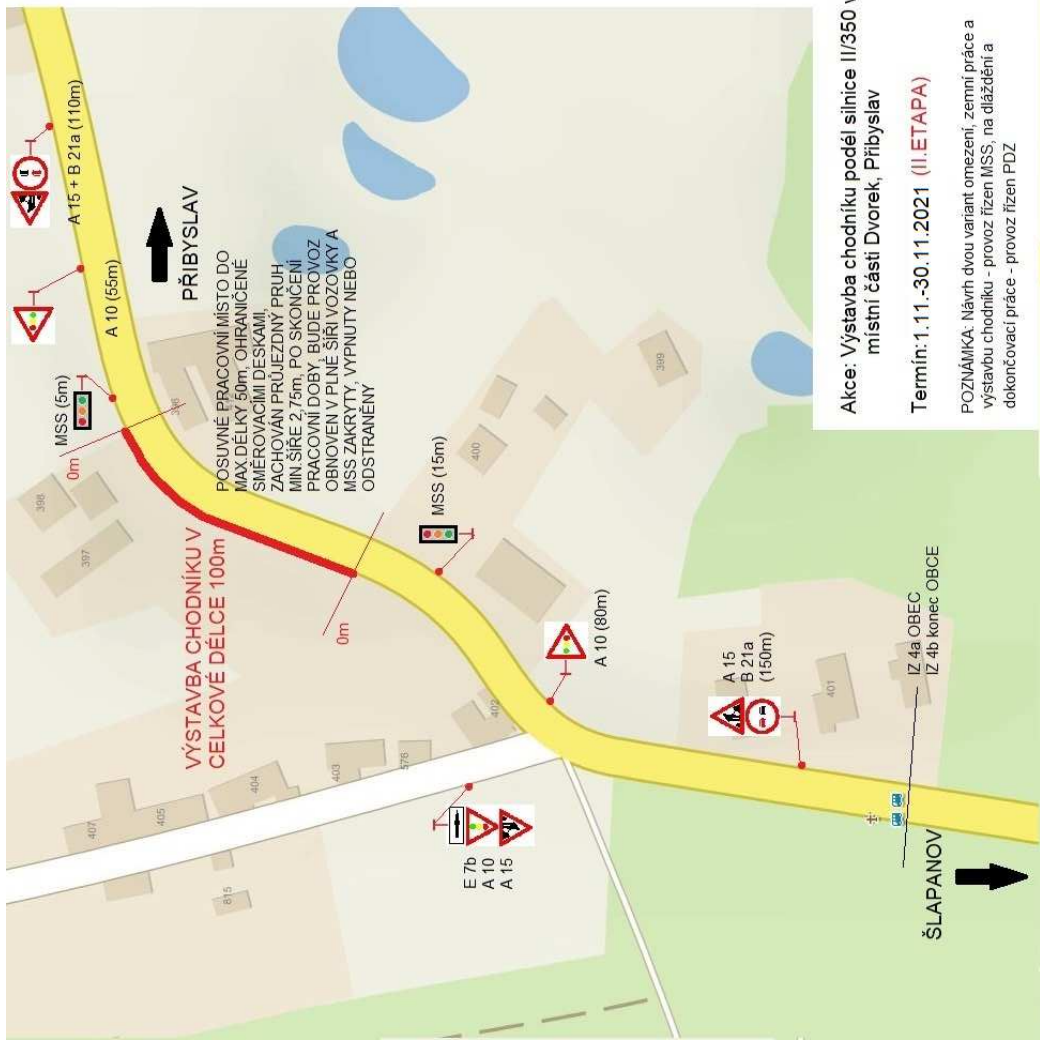 A 15 + B 21a (110m)
A 10 (55m)
PŘIBYSLAV
MSS (5m)
0m
398
397
396
POSUVNÉ PRACOVNÍ MÍSTO DO
MAX.DÉLKY 50m, OHRANIČENÉ
SMĚROVACÍMI DESKAMI,
ZACHOVÁN PRŮJEZDNÝ PRUH
MIN.ŠÍŘE 2,75m, PO SKONČENÍ
PRACOVNÍ DOBY, BUDE PROVOZ
OBNOVEN V PLNÉ ŠÍŘI VOZOVKY A
MSS ZAKRYTY, VYPNUTY NEBO
ODSTRANĚNY
VÝSTAVBA CHODNÍKU V
CELKOVÉ DÉLCE 100m
0m
399
400
MSS (15m)
A 10 (80m)
407
405
404
403
576
402
815
E 7b
A 10
A 15
A 15
B 21a
(150m)
401
IZ 4a OBEC
IZ 4b konec OBCE
ŠLAPANOV
Akce: Výstavba chodníku podél silnice II/350 v
místní části Dvorek, Přibyslav
Termín:1.11.-30.11.2021 (II.ETAPA)
POZNÁMKA: Návrh dvou variant omezení, zemní práce a
výstavbu chodníku - provoz řízen MSS, na dláždění a
dokončovací práce - provoz řízen PDZ